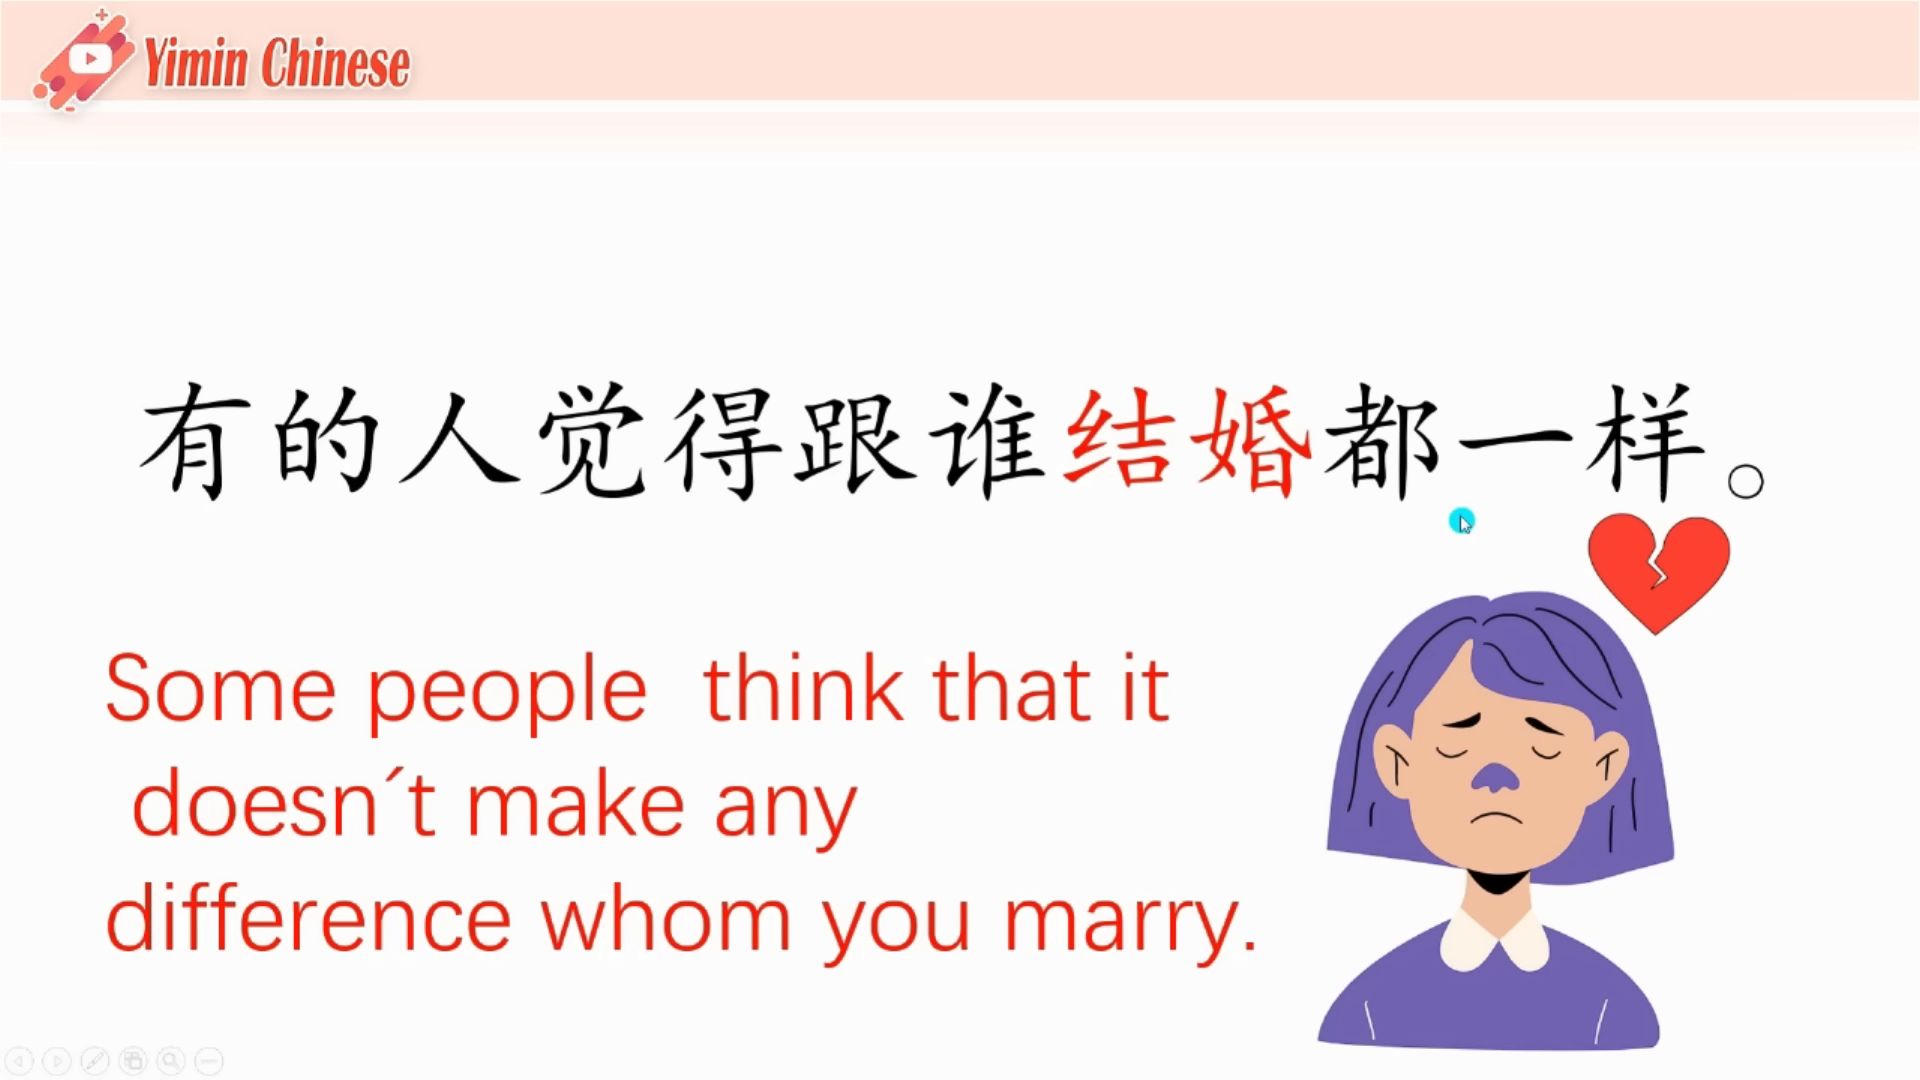 Yimin Chinese
有的人觉得跟谁结婚都一样。
Some people  think that it
doesn´t make any
difference whom you marry.